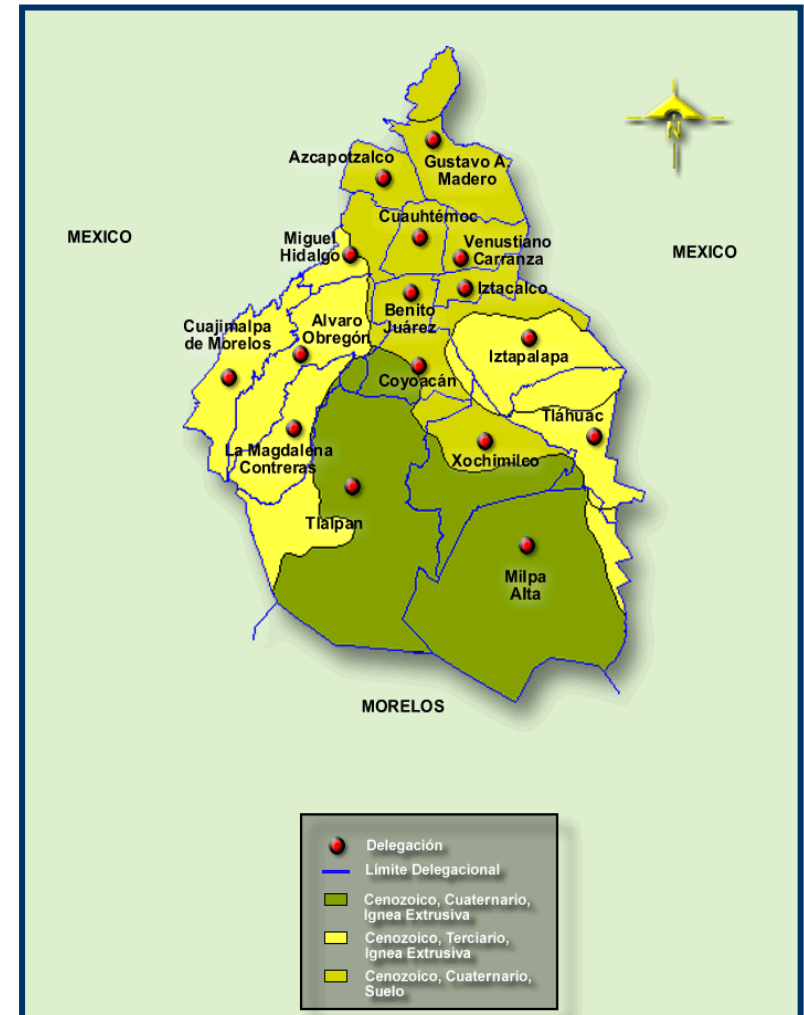 N
Azcapotzalco
Gustavo A.
Madero
Cuauhtémoc
MEXICO
Miguel
Hidalgo
Venustiano
Carranza
MEXICO
Iztacalco
Benito
Juárez
Alvaro
Obregón
Cuajimalpa
de Morelos
Iztapalapa
Coyoacán
Tláhuac
La Magdalena
Contreras
Xochimilco
Tlalpan
Milpa
Alta
MORELOS
Delegación
Límite Delegacional
Cenozoico, Cuaternario,
Ignea Extrusiva
Cenozoico, Terciario,
Ignea Extrusiva
Cenozoico, Cuaternario,
Suelo